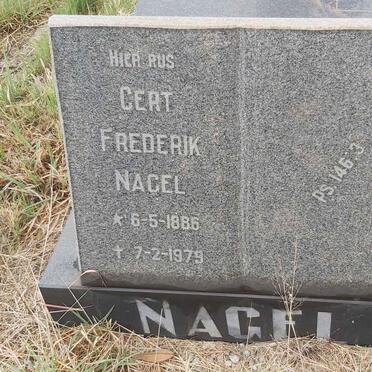 HIER RUS
GERT
FREDERIK
NAGEL
* 6-5-1886
† 7-2-1979
PS 146:3
NAGEL